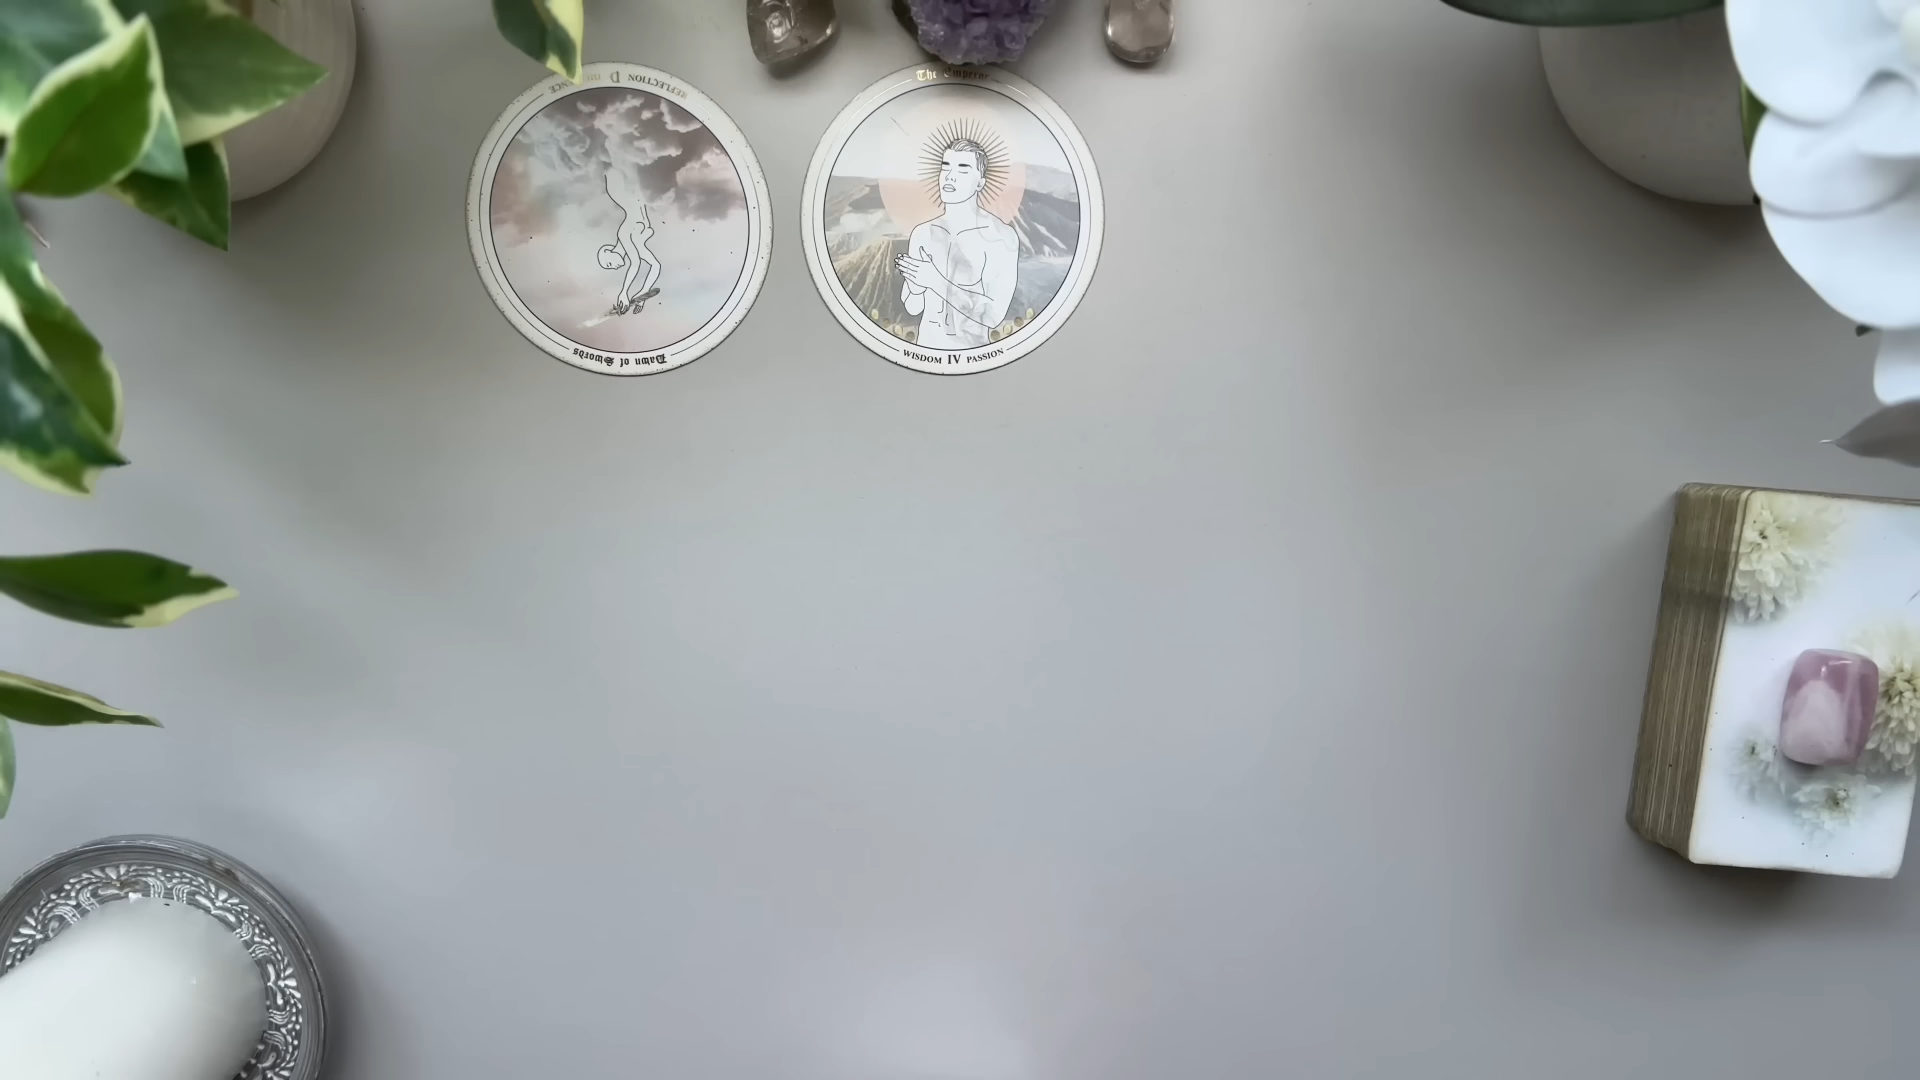 REFLECTION D
Dawn of Swords
The Emperor
WISDOM IV PASSION